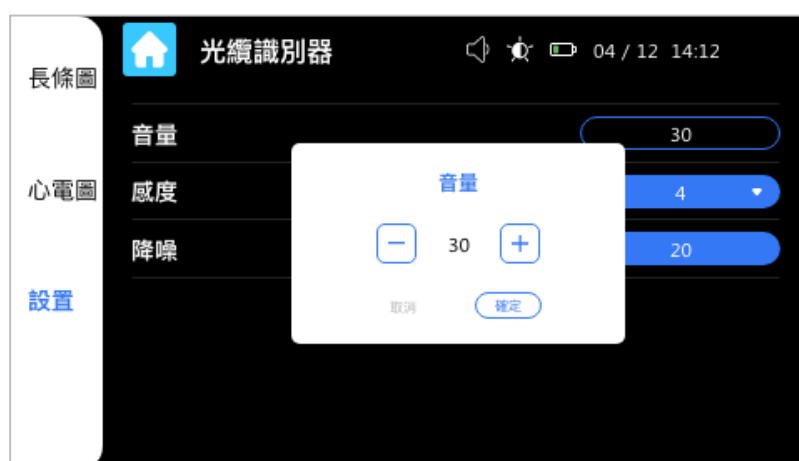 光纜識別器 04 / 12 14:12
長條圖
心電圖
設置
音量 30
感度 4
降噪 20
音量
30
取消 確定